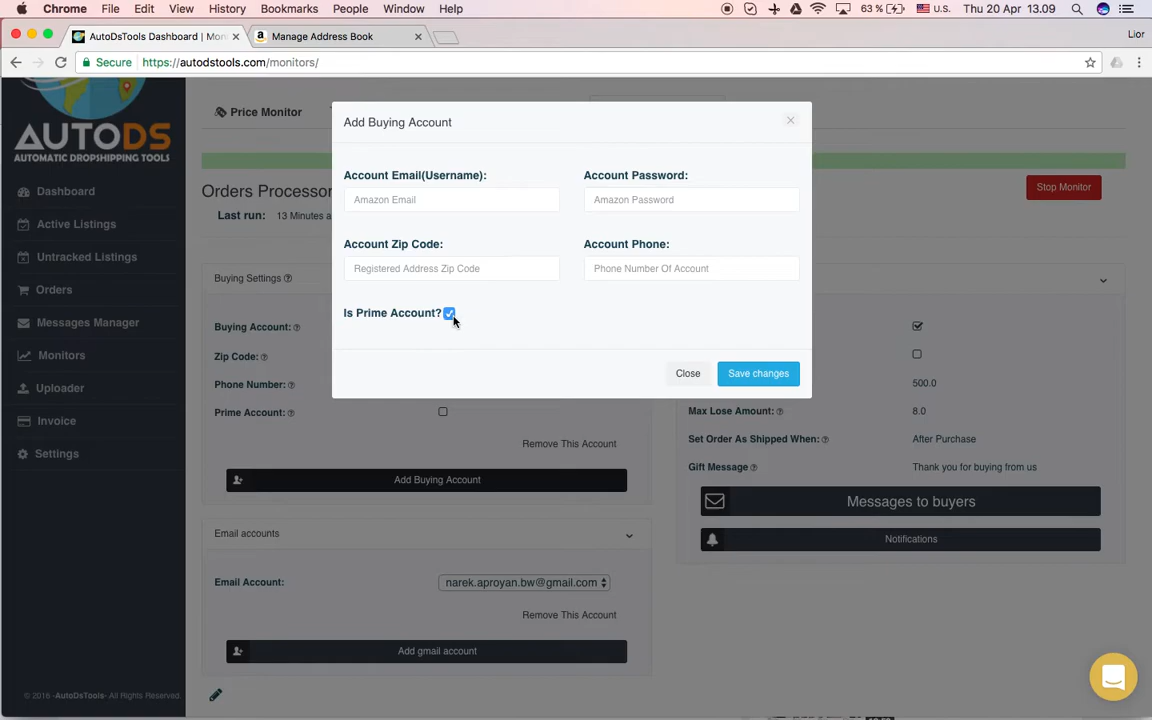 Chrome File Edit View History Bookmarks People Window Help 63 % U.S. Thu 20 Apr 13.09
AutoDsTools Dashboard | Mon
Manage Address Book
Lior
Secure https://autodstools.com/monitors/
Price Monitor
AUTODS
AUTOMATIC DROPSHIPPING TOOLS
Dashboard
Active Listings
Untracked Listings
Orders
Messages Manager
Monitors
Uploader
Invoice
Settings
© 2016 -AutoDsTools- All Rights Reserved
Orders Processor
Last run: 13 Minutes a
Stop Monitor
Add Buying Account
Account Email(Username): Account Password:
Amazon Email Amazon Password
Account Zip Code: Account Phone:
Registered Address Zip Code Phone Number Of Account
Is Prime Account?
Close Save changes
Buying Settings
Buying Account:
Zip Code:
Phone Number:
Prime Account:
Remove This Account
Add Buying Account
Email accounts
Email Account: narek.aproyan.bw@gmail.com
Remove This Account
Add gmail account
500.0
Max Lose Amount: 8.0
Set Order As Shipped When: After Purchase
Gift Message Thank you for buying from us
Messages to buyers
Notifications